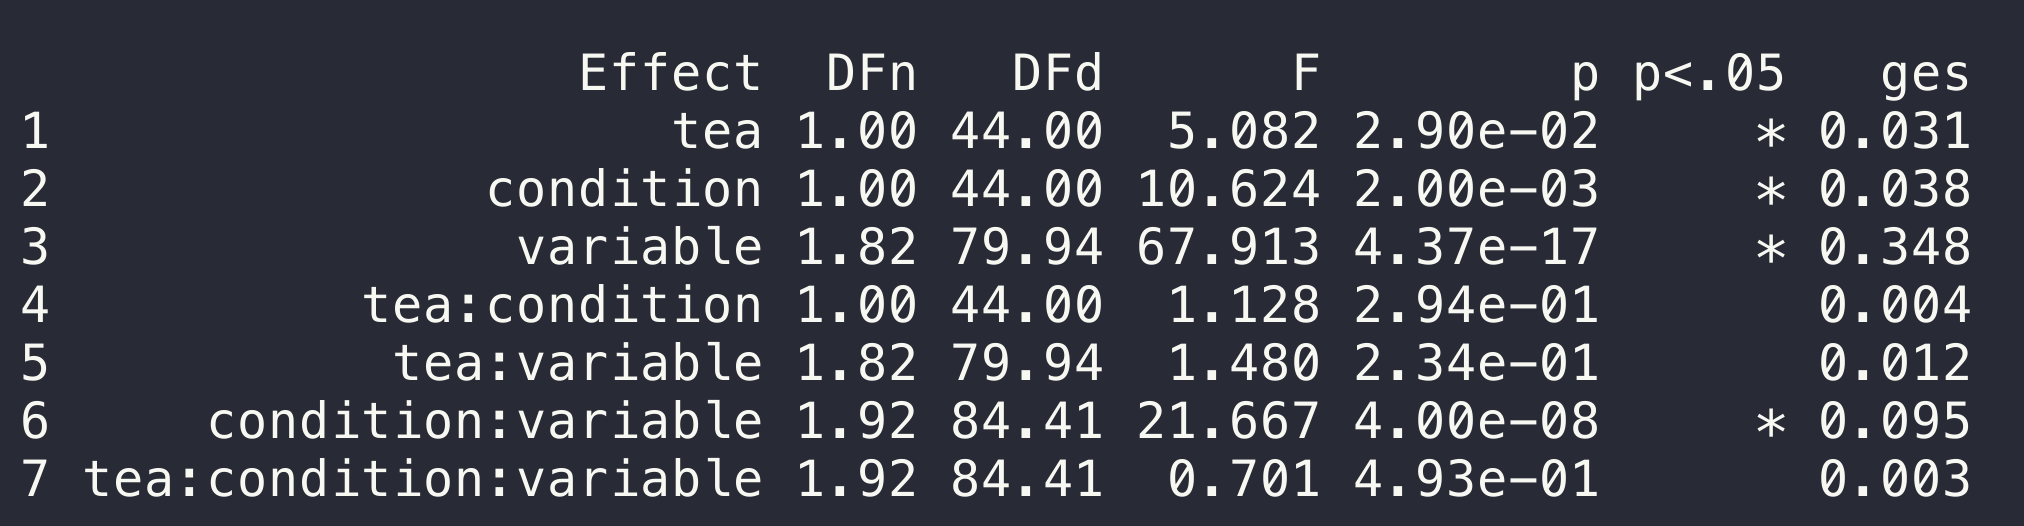 Effect DFn DFd F p p<.05 ges
1 tea 1.00 44.00 5.082 2.90e-02 * 0.031
2 condition 1.00 44.00 10.624 2.00e-03 * 0.038
3 variable 1.82 79.94 67.913 4.37e-17 * 0.348
4 tea:condition 1.00 44.00 1.128 2.94e-01 0.004
5 tea:variable 1.82 79.94 1.480 2.34e-01 0.012
6 condition:variable 1.92 84.41 21.667 4.00e-08 * 0.095
7 tea:condition:variable 1.92 84.41 0.701 4.93e-01 0.003